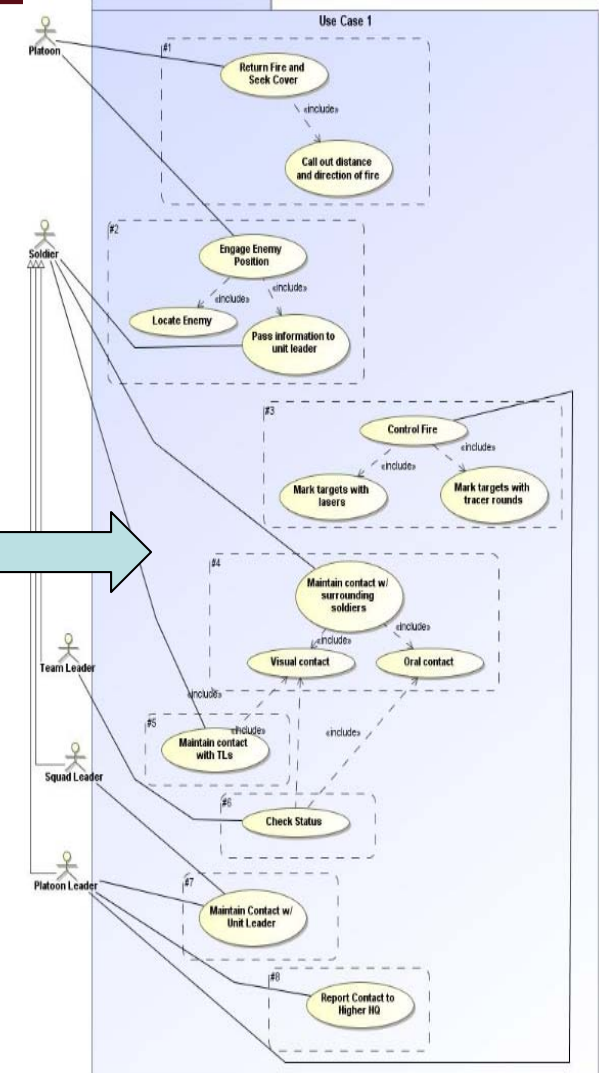 Use Case 1
Platoon
#1
Return Fire and
Seek Cover
«include»
Call out distance
and direction of fire
#2
Soldier
Engage Enemy
Position
«include»
«include»
Locate Enemy
Pass information to
unit leader
#3
Control Fire
«include»
«include»
Mark targets with
lasers
Mark targets with
tracer rounds
#4
Maintain contact w/
surrounding
soldiers
«include»
«include»
Visual contact
Oral contact
Team Leader
«include»
#5
«include»
«include»
Maintain contact
with TLs
Squad Leader
#6
Check Status
Platoon Leader
#7
Maintain Contact w/
Unit Leader
#8
Report Contact to
Higher HQ